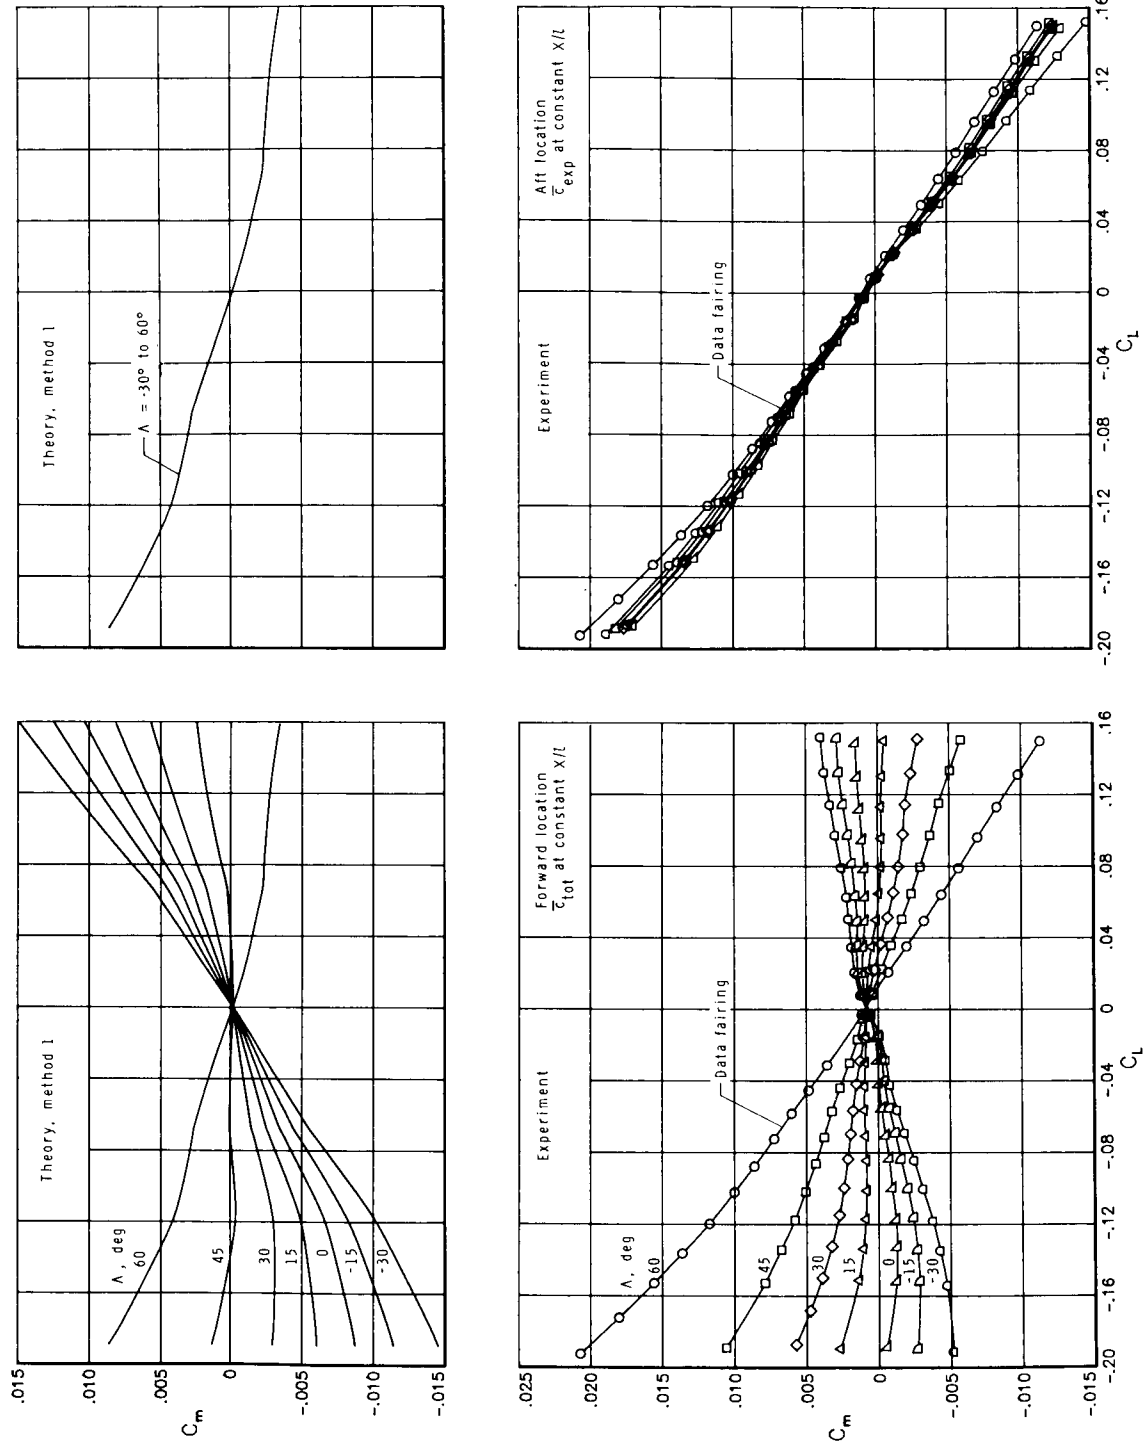 .015
.010
.005
0
-.005
-.010
-.015
C_m
Theory, method 1
Λ, deg
60
45
30
15
0
-15
-30
Theory, method 1
Λ = -30° to 60°
.025
.020
.015
.010
.005
0
-.005
-.010
-.015
C_m
Experiment
Forward location
c̅_tot at constant X/l
Data fairing
Λ, deg
60
45
30
15
0
-15
-30
-.20
-.16
-.12
-.08
-.04
0
.04
.08
.12
.16
C_L
Experiment
Aft location
c̅_exp at constant X/l
Data fairing
-.20
-.16
-.12
-.08
-.04
0
.04
.08
.12
.16
C_L